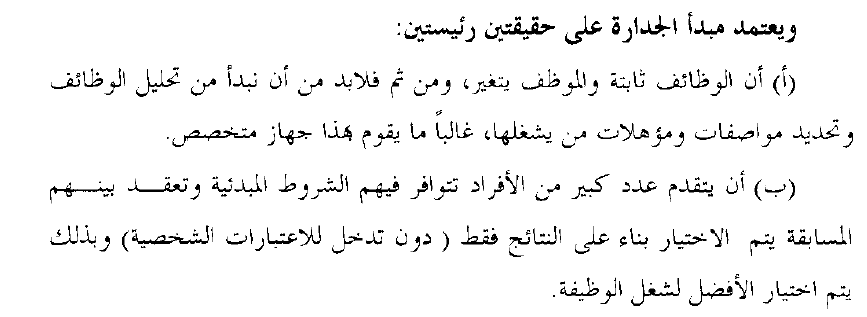 ويعتمد مبدأ الجدارة على حقيقتين رئيستين:
(أ) أن الوظائف ثابتة والموظف يتغير، ومن ثم فلابد من أن نبدأ من تحليل الوظائف
وتحديد مواصفات ومؤهلات من يشغلها، غالباً ما يقوم بهذا جهاز متخصص.
(ب) أن يتقدم عدد كبير من الأفراد تتوافر فيهم الشروط المبدئية وتعقد بينهم
المسابقة يتم الاختيار بناء على النتائج فقط ( دون تدخل للاعتبارات الشخصية) وبذلك
يتم اختيار الأفضل لشغل الوظيفة.